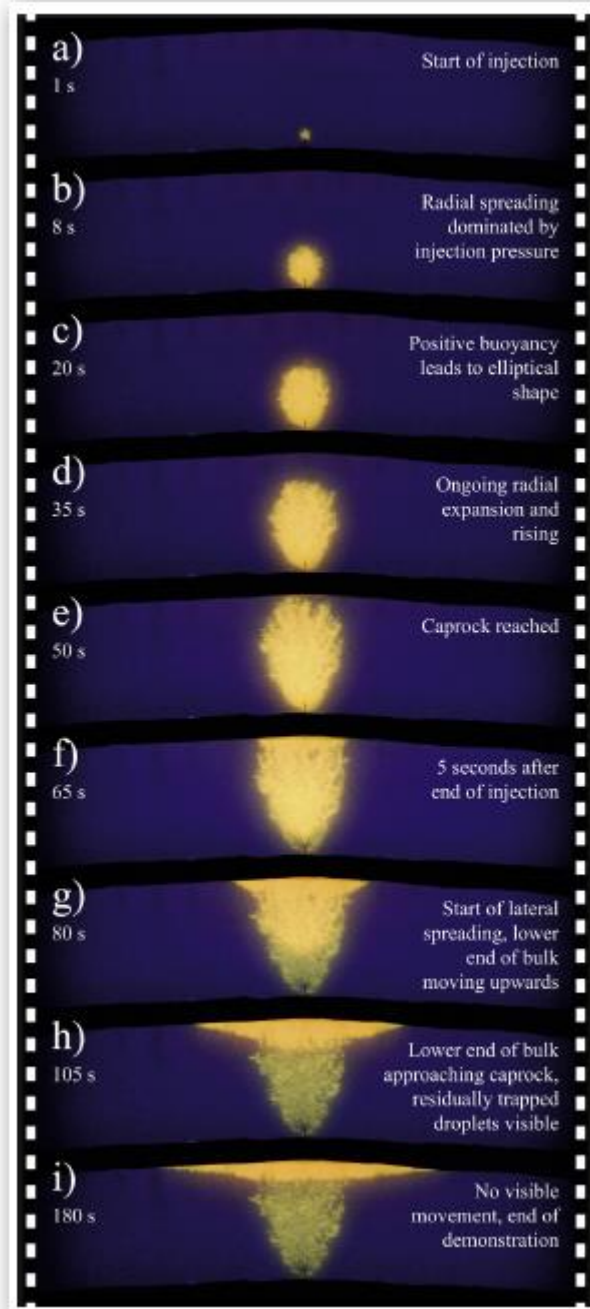 a)
1 s
Start of injection
b)
8 s
Radial spreading
dominated by
injection pressure
c)
20 s
Positive buoyancy
leads to elliptical
shape
d)
35 s
Ongoing radial
expansion and
rising
e)
50 s
Caprock reached
f)
65 s
5 seconds after
end of injection
g)
80 s
Start of lateral
spreading, lower
end of bulk
moving upwards
h)
105 s
Lower end of bulk
approaching caprock,
residually trapped
droplets visible
i)
180 s
No visible
movement, end of
demonstration